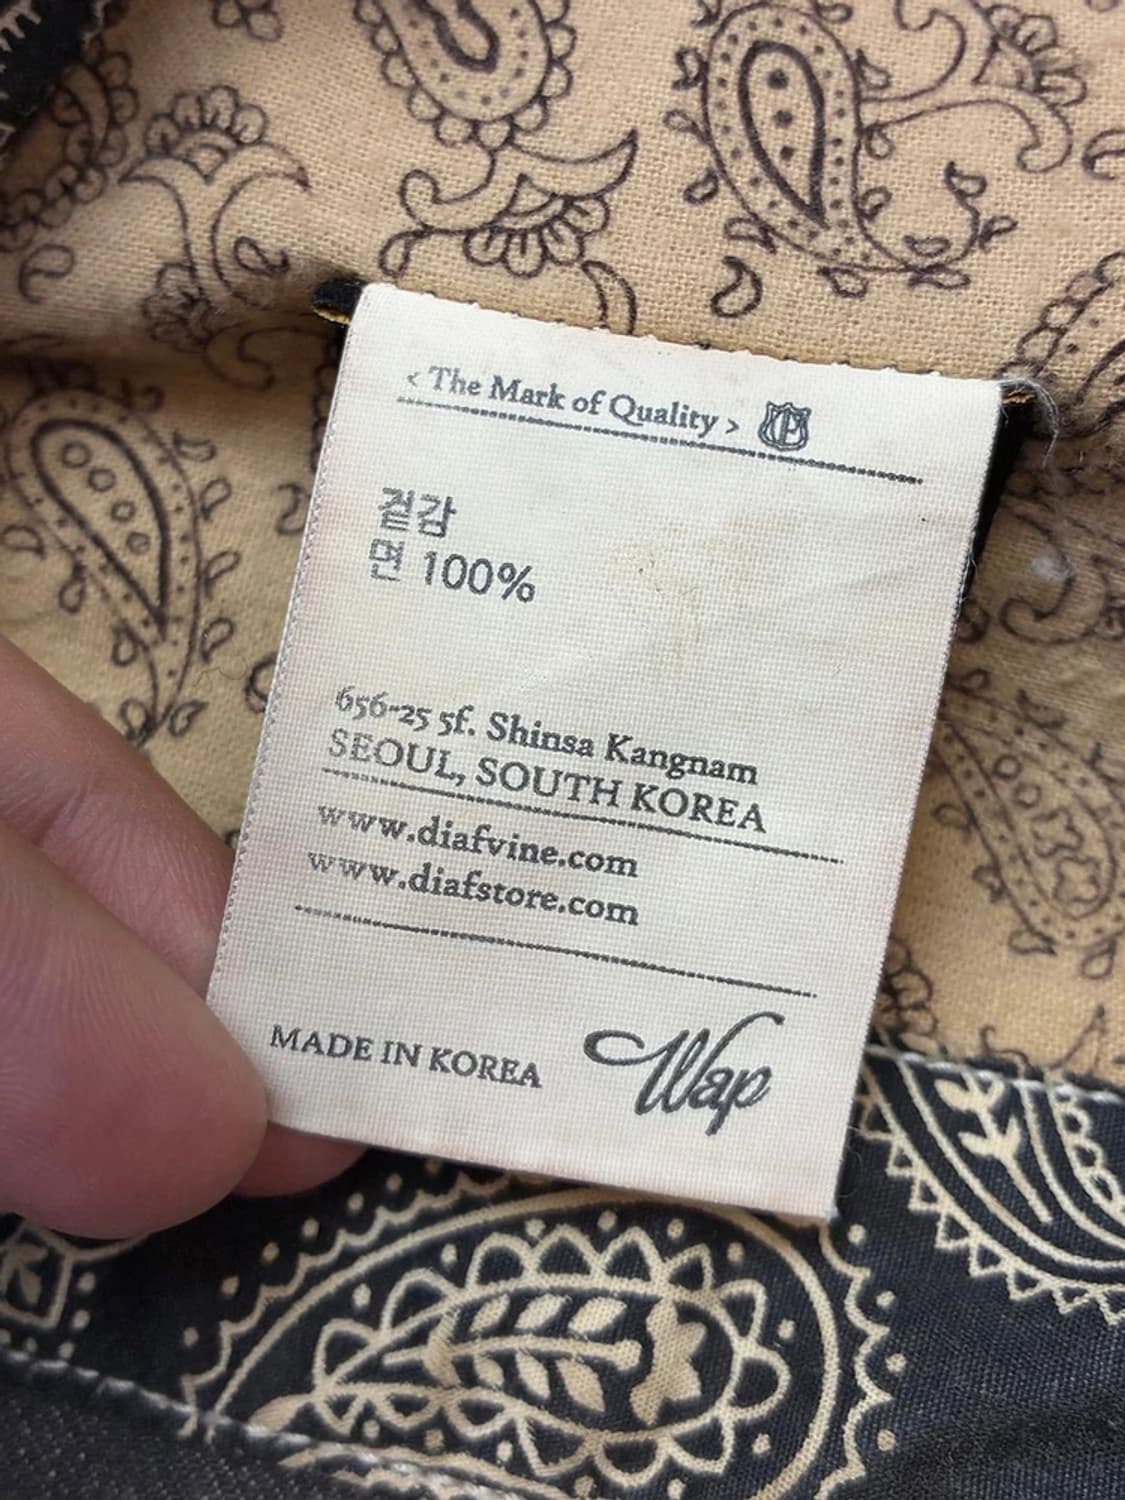 < The Mark of Quality >
겉감
면 100%
656-25 5f. Shinsa Kangnam
SEOUL, SOUTH KOREA
www.diafvine.com
www.diafstore.com
MADE IN KOREA
Wap